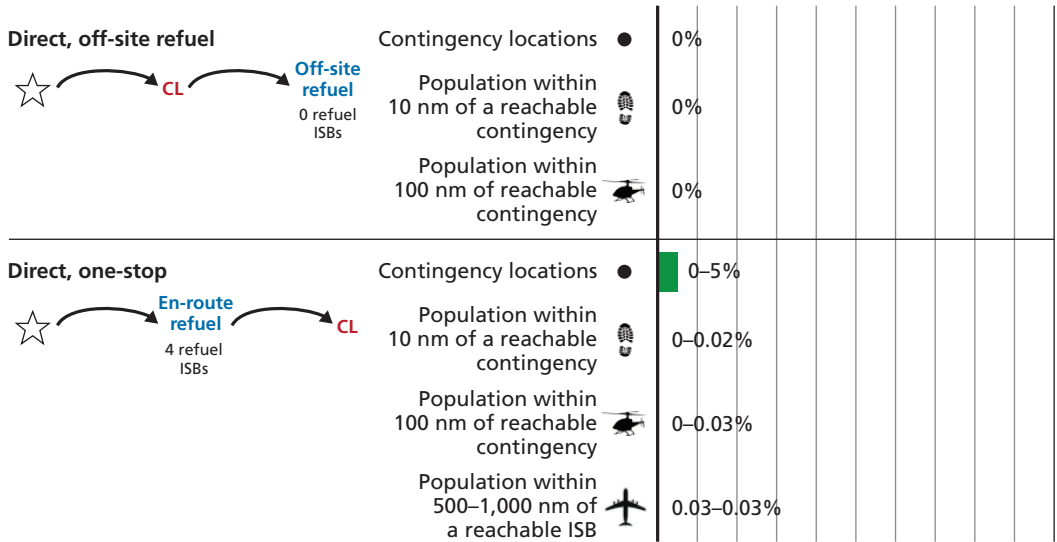 Direct, off-site refuel
CL
Off-site
refuel
0 refuel
ISBs
Contingency locations
0%
Population within
10 nm of a reachable
contingency
0%
Population within
100 nm of reachable
contingency
0%
Direct, one-stop
En-route
refuel
4 refuel
ISBs
CL
Contingency locations
0–5%
Population within
10 nm of a reachable
contingency
0–0.02%
Population within
100 nm of reachable
contingency
0–0.03%
Population within
500–1,000 nm of
a reachable ISB
0.03–0.03%